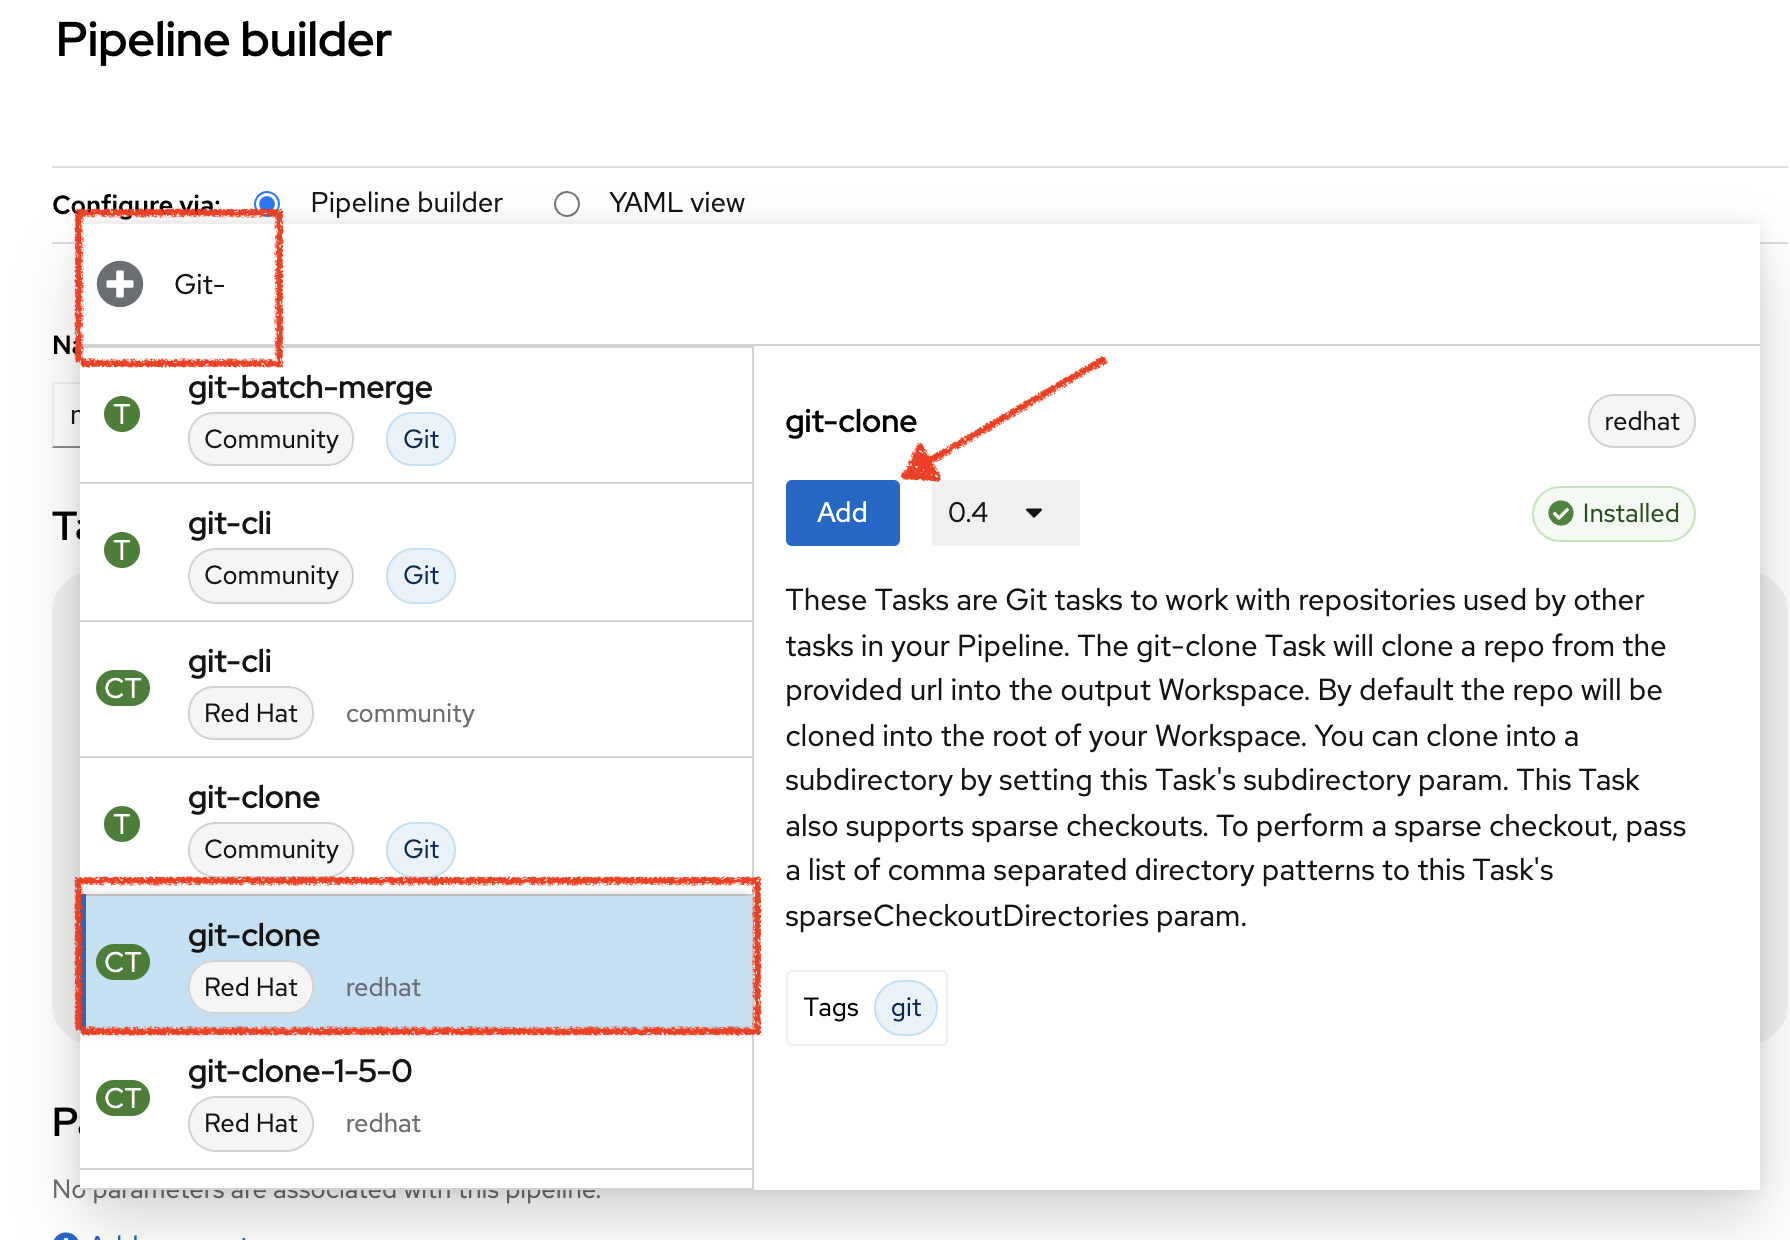 Pipeline builder
Configure via: Pipeline builder YAML view
Git-
git-batch-merge
T
Community Git
git-cli
T
Community Git
git-cli
CT
Red Hat community
git-clone
T
Community Git
git-clone
CT
Red Hat redhat
git-clone-1-5-0
CT
Red Hat redhat
git-clone redhat
Add 0.4 Installed
These Tasks are Git tasks to work with repositories used by other
tasks in your Pipeline. The git-clone Task will clone a repo from the
provided url into the output Workspace. By default the repo will be
cloned into the root of your Workspace. You can clone into a
subdirectory by setting this Task's subdirectory param. This Task
also supports sparse checkouts. To perform a sparse checkout, pass
a list of comma separated directory patterns to this Task's
sparseCheckoutDirectories param.
Tags git
No parameters are associated with this pipeline.